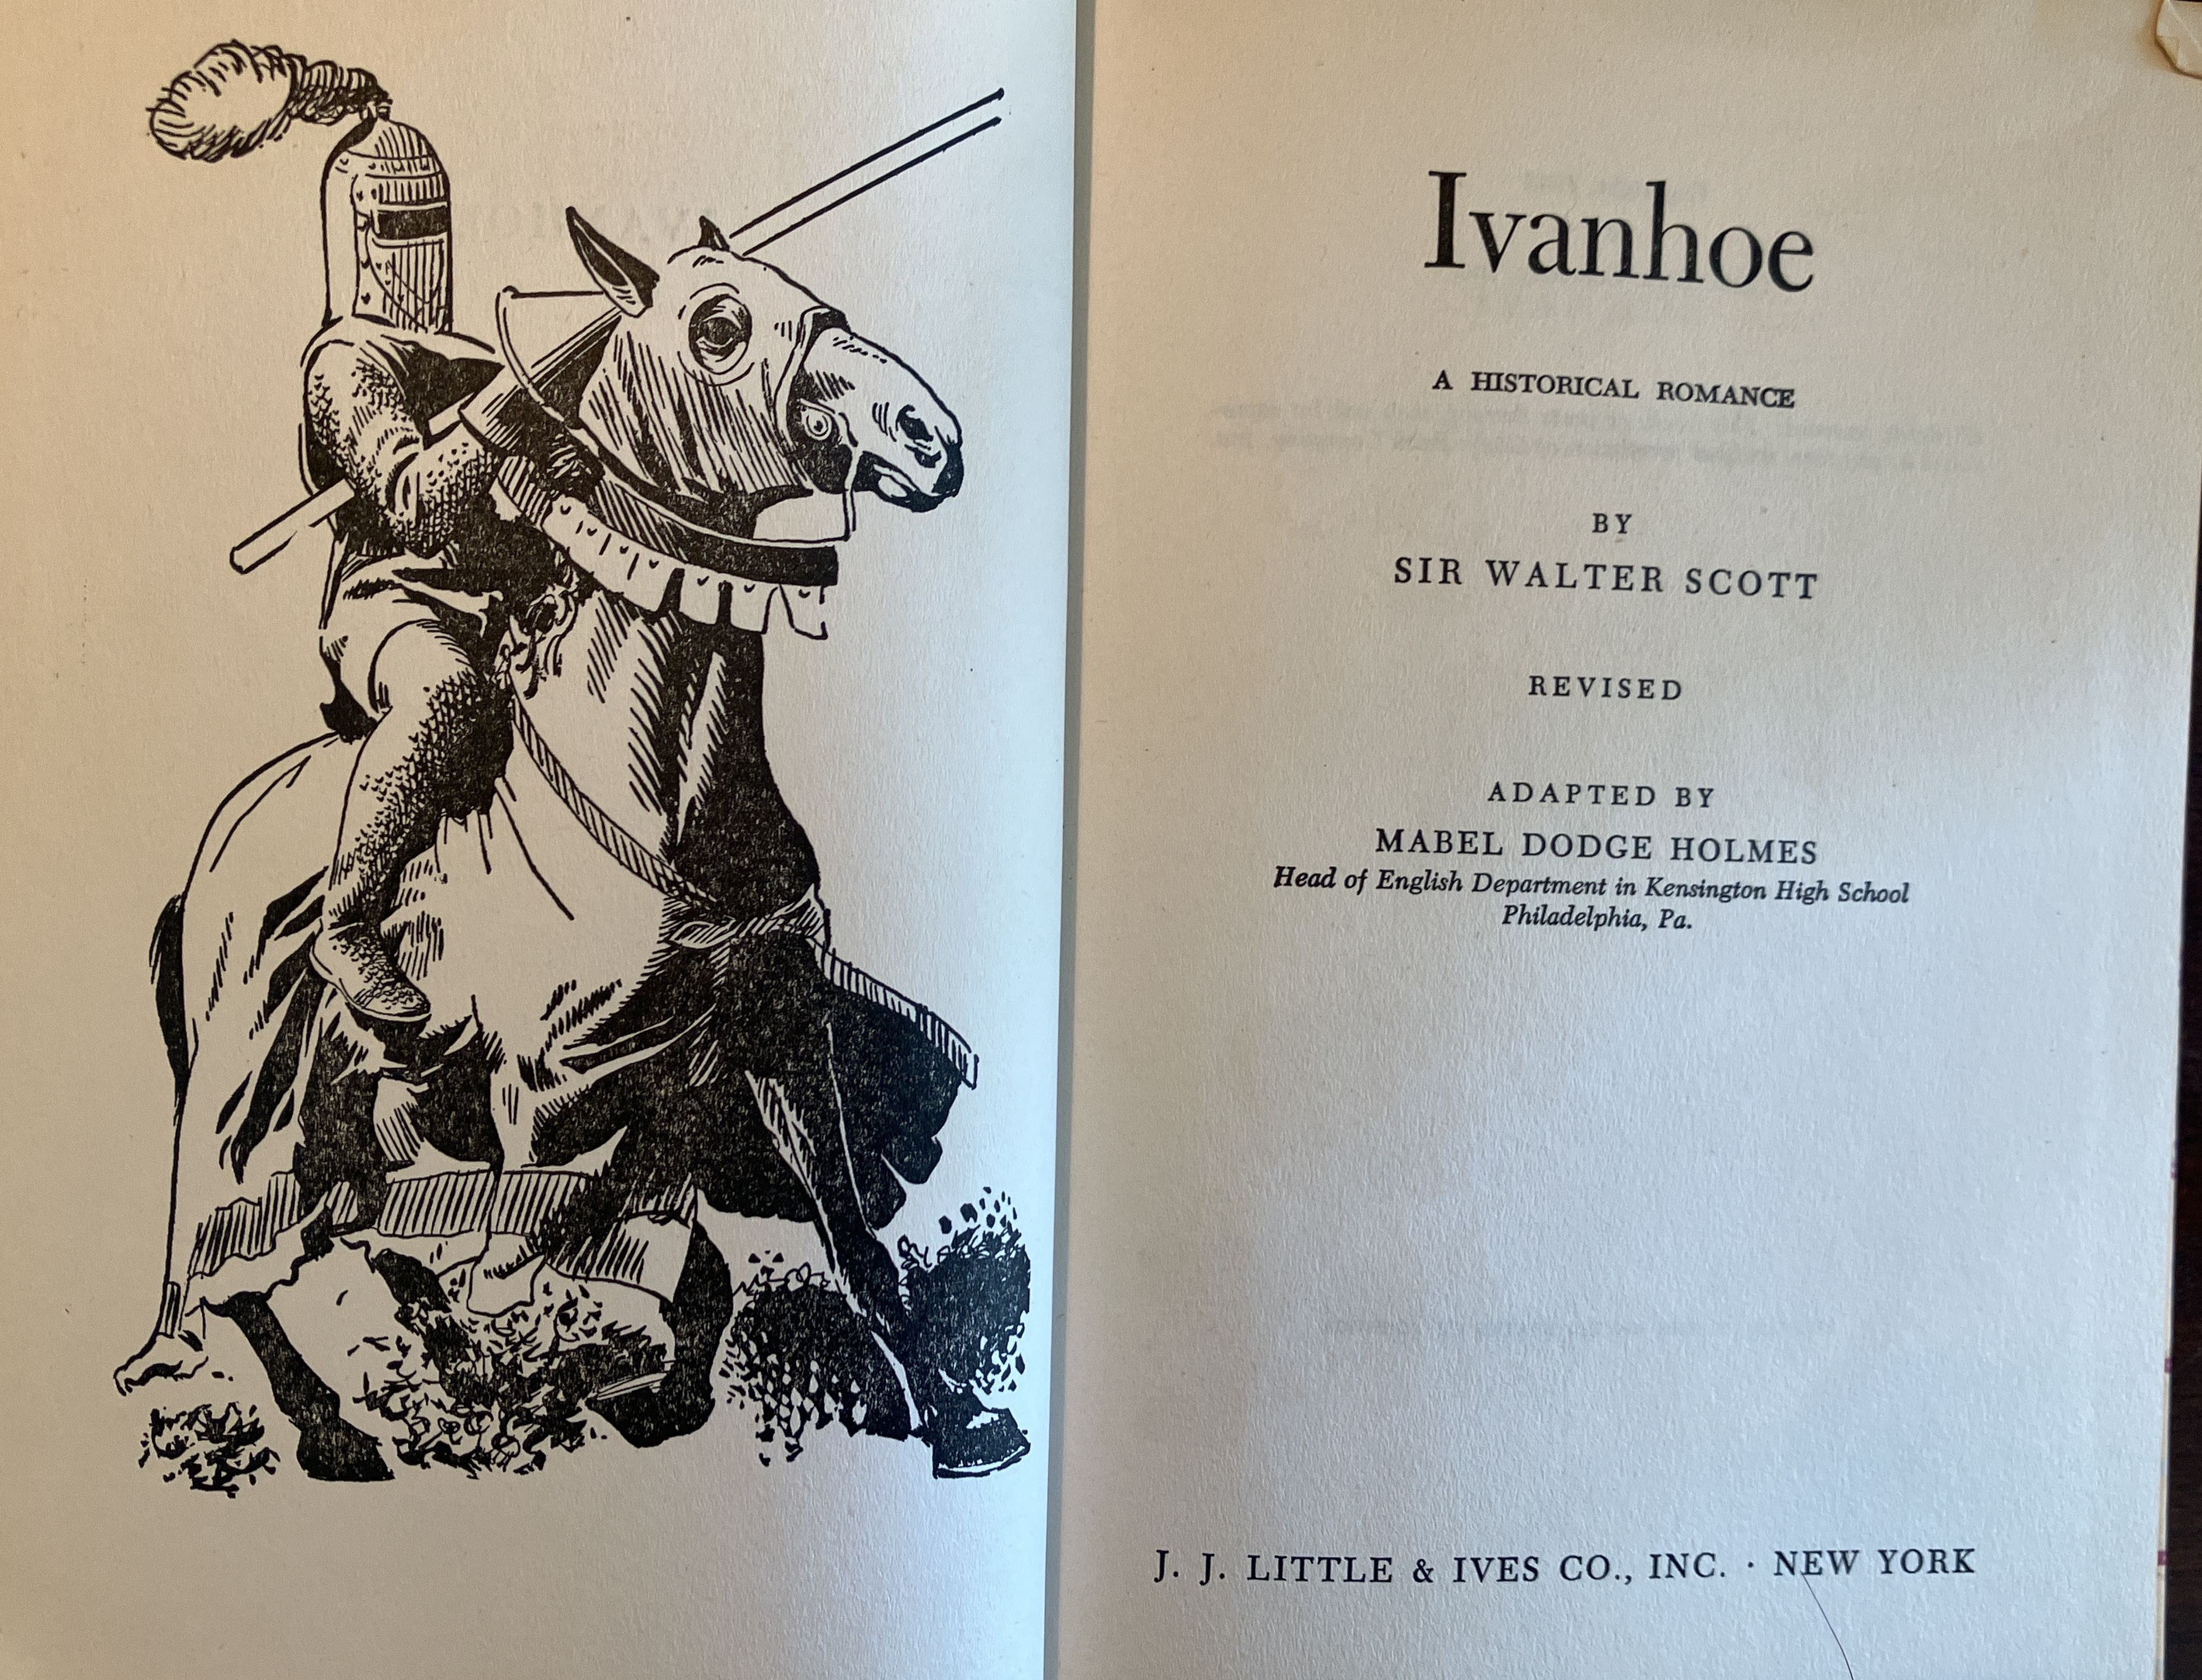 Ivanhoe
A HISTORICAL ROMANCE
BY
SIR WALTER SCOTT
REVISED
ADAPTED BY
MABEL DODGE HOLMES
Head of English Department in Kensington High School
Philadelphia, Pa.
J. J. LITTLE & IVES CO., INC. · NEW YORK